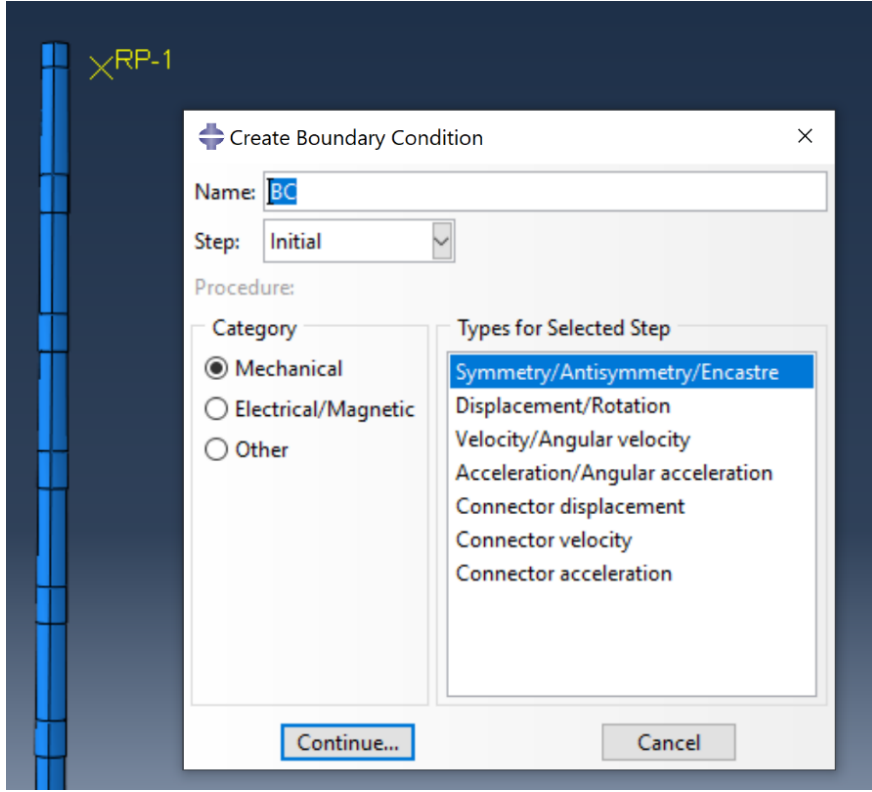 RP-1
Create Boundary Condition
Name: BC
Step: Initial
Procedure:
Category
Mechanical
Electrical/Magnetic
Other
Types for Selected Step
Symmetry/Antisymmetry/Encastre
Displacement/Rotation
Velocity/Angular velocity
Acceleration/Angular acceleration
Connector displacement
Connector velocity
Connector acceleration
Continue...
Cancel